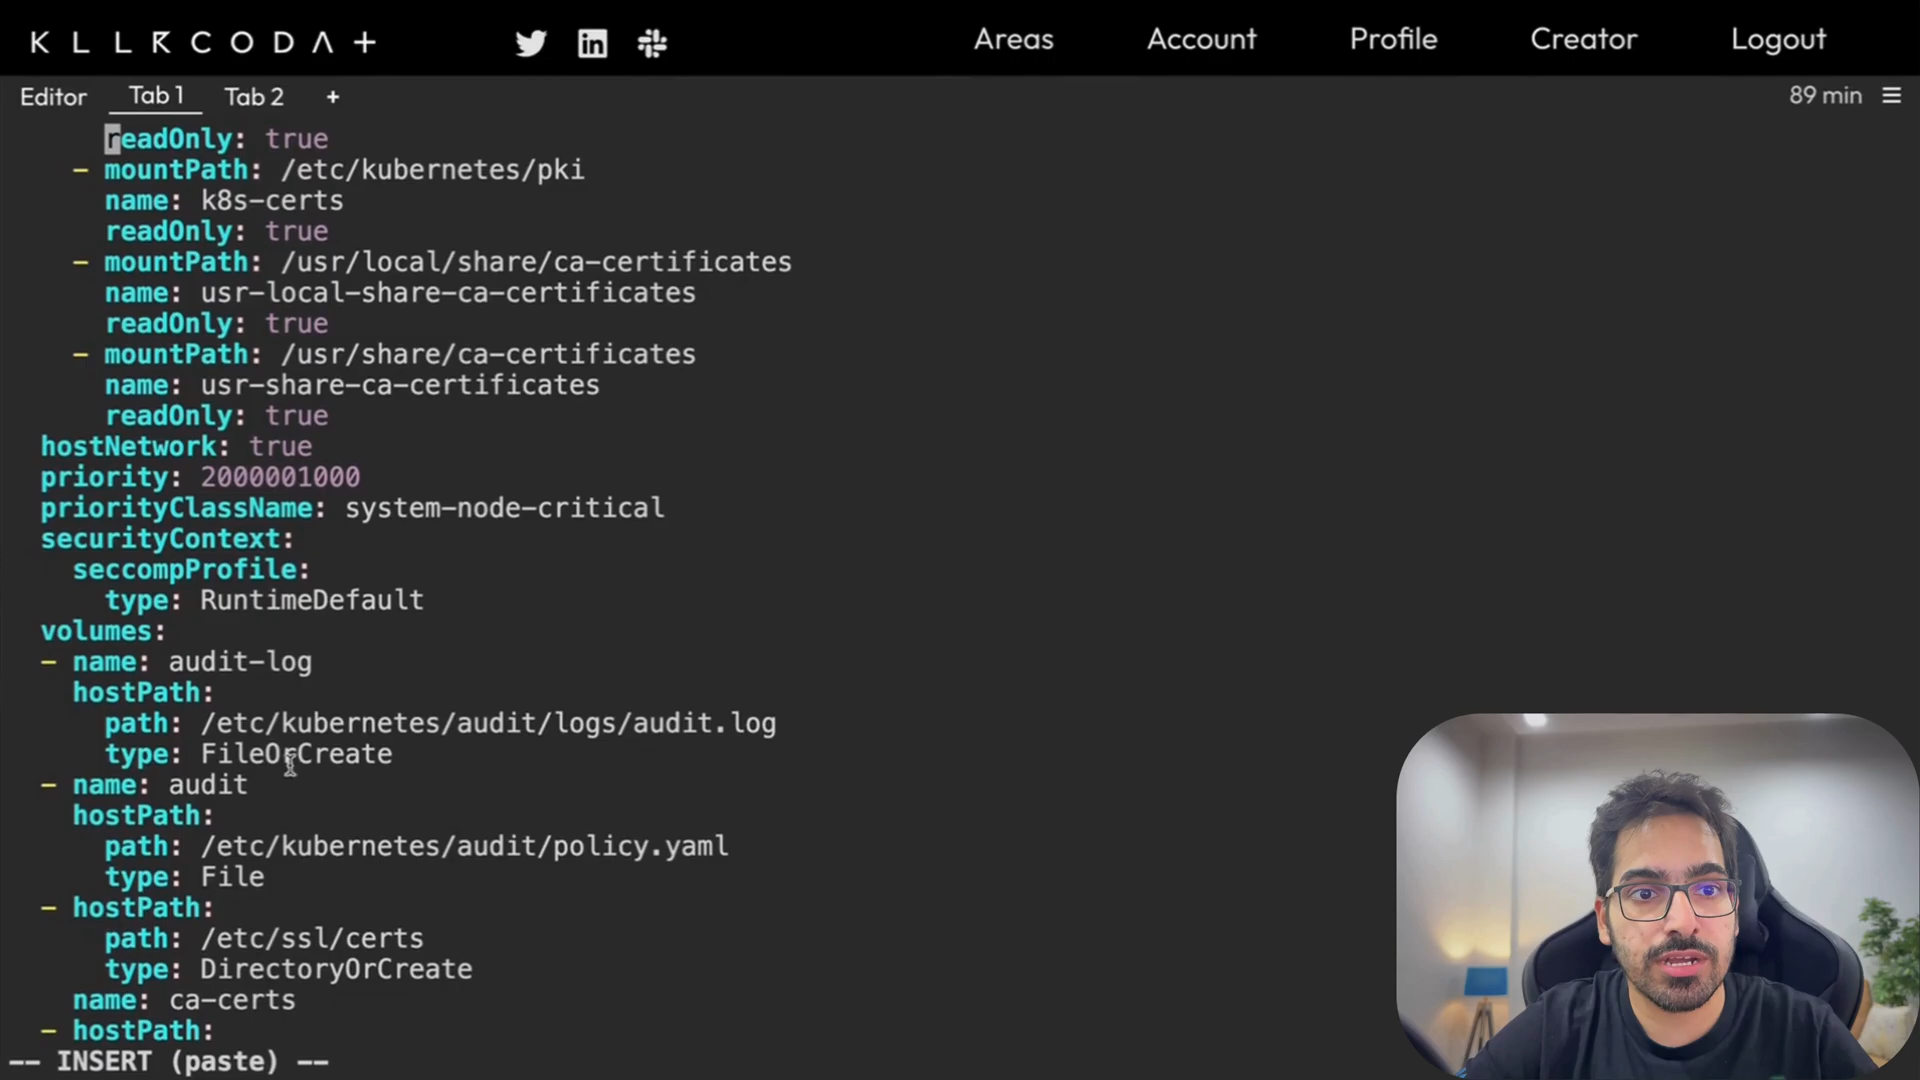 KLLRCODA+
Areas
Account
Profile
Creator
Logout
Editor
Tab 1
Tab 2
+
89 min
readOnly: true
- mountPath: /etc/kubernetes/pki
name: k8s-certs
readOnly: true
- mountPath: /usr/local/share/ca-certificates
name: usr-local-share-ca-certificates
readOnly: true
- mountPath: /usr/share/ca-certificates
name: usr-share-ca-certificates
readOnly: true
hostNetwork: true
priority: 2000001000
priorityClassName: system-node-critical
securityContext:
seccompProfile:
type: RuntimeDefault
volumes:
- name: audit-log
hostPath:
path: /etc/kubernetes/audit/logs/audit.log
type: FileOrCreate
- name: audit
hostPath:
path: /etc/kubernetes/audit/policy.yaml
type: File
- hostPath:
path: /etc/ssl/certs
type: DirectoryOrCreate
name: ca-certs
- hostPath:
-- INSERT (paste) --